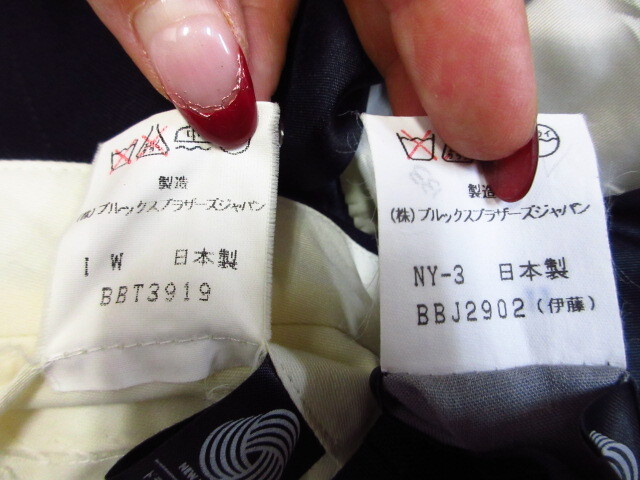 製造
(株)ブルックスブラザーズジャパン
1 W 日本製
BBT3919
製造
(株)ブルックスブラザーズジャパン
NY-3 日本製
BBJ2902(伊藤)
NEW